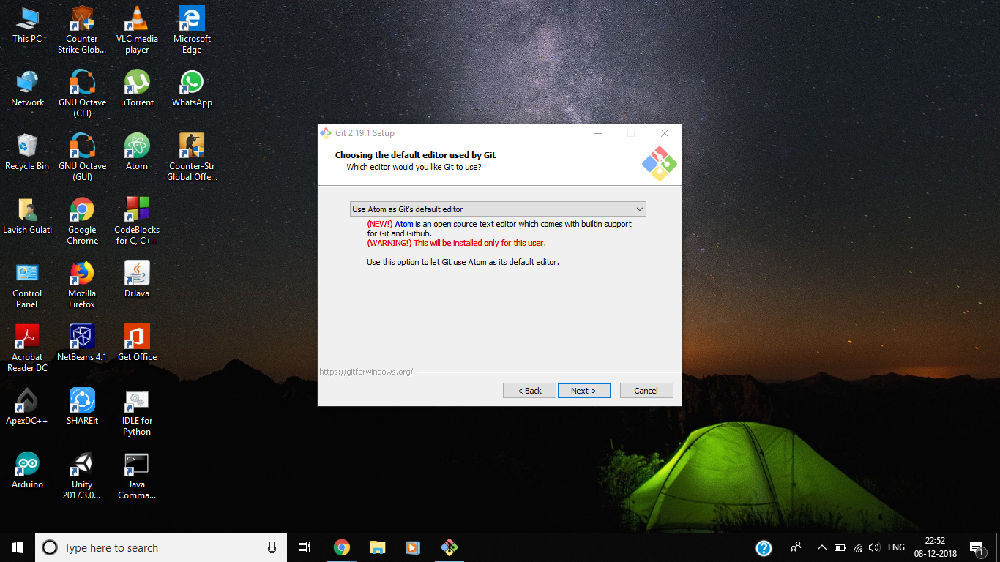 This PC
Counter
Strike Glob...
VLC media
player
Microsoft
Edge
Network
GNU Octave
(CLI)
µTorrent
WhatsApp
Recycle Bin
GNU Octave
(GUI)
Atom
Counter-Str
Global Offe...
Lavish Gulati
Google
Chrome
CodeBlocks
for C, C++
Control
Panel
Mozilla
Firefox
DrJava
Acrobat
Reader DC
NetBeans 4.1
Get Office
ApexDC++
SHAREit
IDLE for
Python
Arduino
Unity
2017.3.0...
Java
Comma...
Git 2.19.1 Setup
Choosing the default editor used by Git
Which editor would you like Git to use?
Use Atom as Git's default editor
(NEW!) Atom is an open source text editor which comes with builtin support
for Git and Github.
(WARNING!) This will be installed only for this user.
Use this option to let Git use Atom as its default editor.
https://gitforwindows.org/
< Back
Next >
Cancel
Type here to search
ENG
22:52
08-12-2018
1